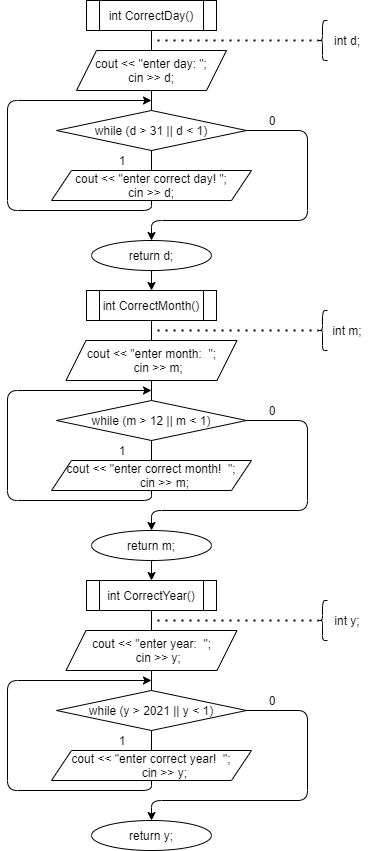 int CorrectDay()
int d;
cout << "enter day: ";
cin >> d;
while (d > 31 || d < 1)
0
1
cout << "enter correct day! ";
cin >> d;
return d;
int CorrectMonth()
int m;
cout << "enter month:  ";
cin >> m;
while (m > 12 || m < 1)
0
1
cout << "enter correct month!  ";
cin >> m;
return m;
int CorrectYear()
int y;
cout << "enter year:  ";
cin >> y;
while (y > 2021 || y < 1)
0
1
cout << "enter correct year!  ";
cin >> y;
return y;